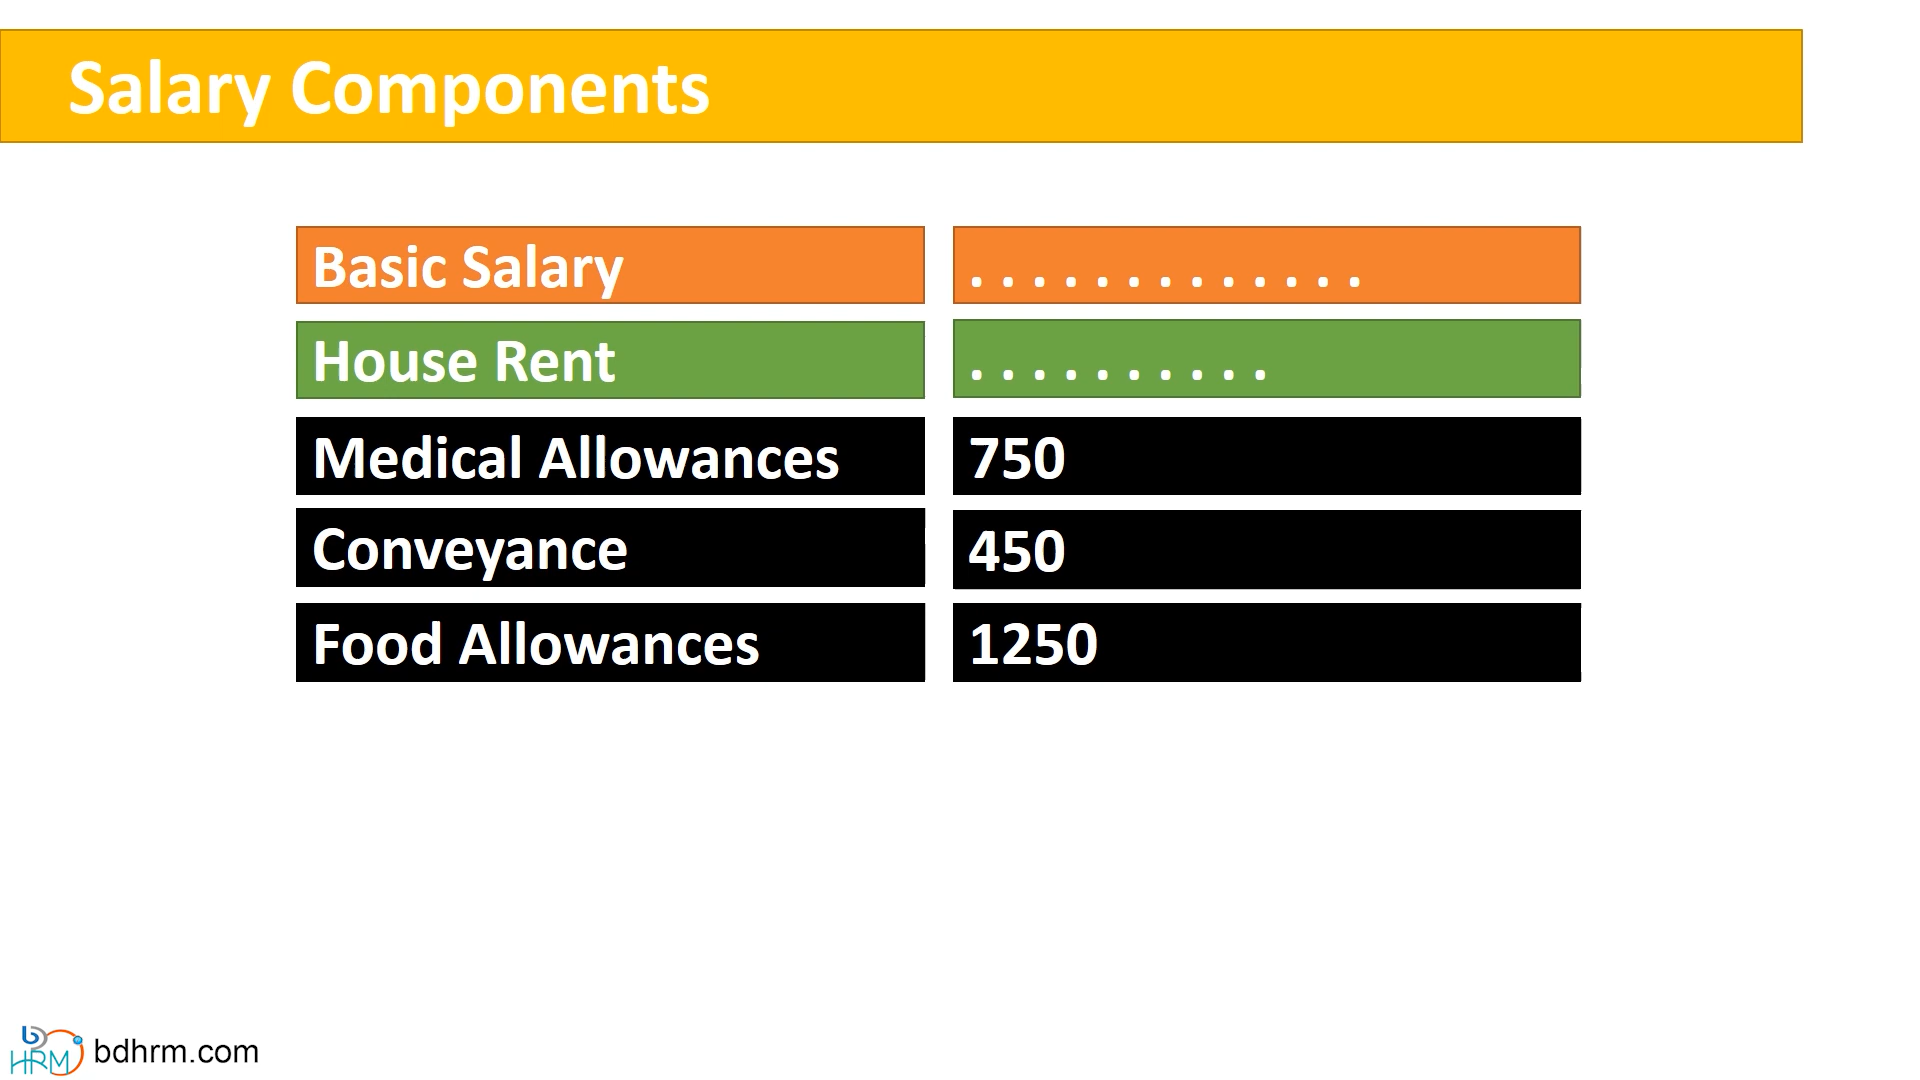 Salary Components
Basic Salary . . . . . . . . . . . . .
House Rent . . . . . . . . . .
Medical Allowances 750
Conveyance 450
Food Allowances 1250
b HRM bdhrm.com